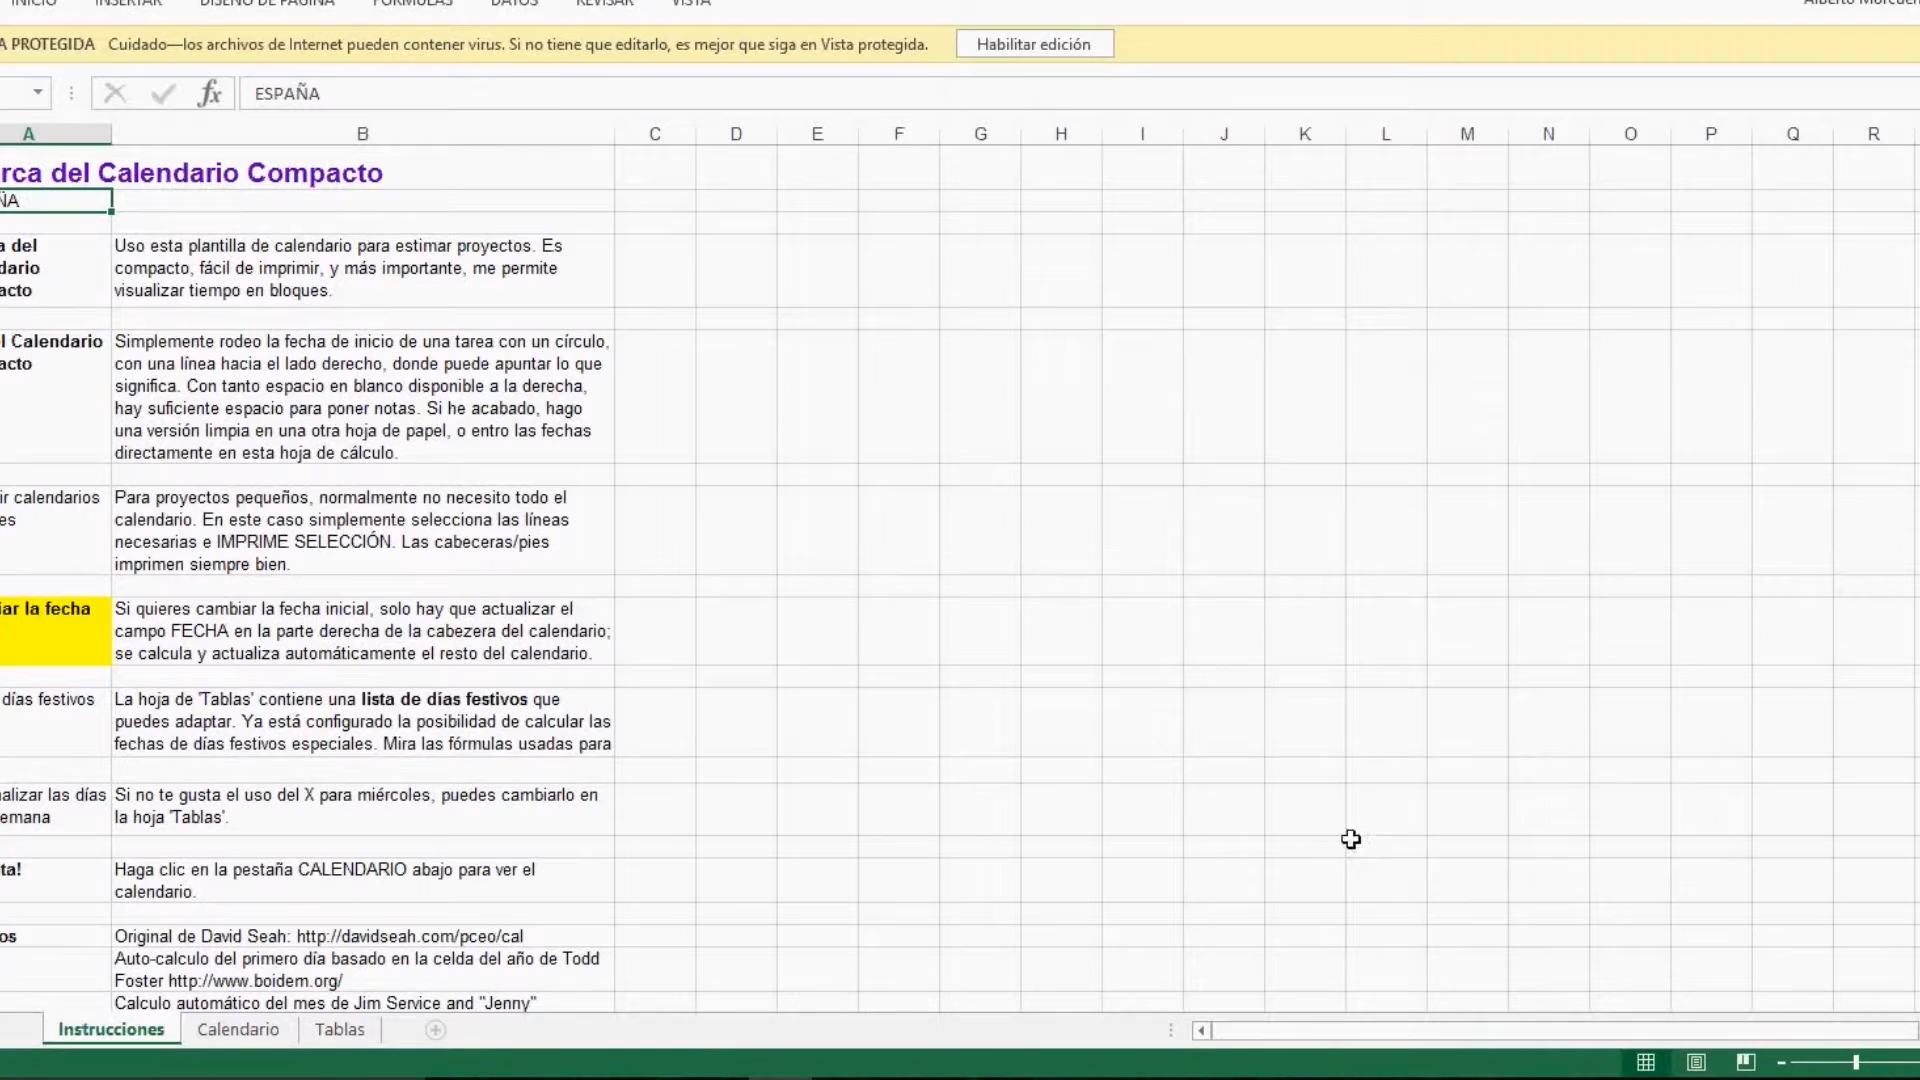 INICIO INSERTAR DISEÑO DE PÁGINA FÓRMULAS DATOS REVISAR VISTA Alberto
A PROTEGIDA Cuidado—los archivos de Internet pueden contener virus. Si no tiene que editarlo, es mejor que siga en Vista protegida. Habilitar edición
fx ESPAÑA
A B C D E F G H I J K L M N O P Q R
rca del Calendario Compacto
ÑA
a del
dario
acto
Uso esta plantilla de calendario para estimar proyectos. Es
compacto, fácil de imprimir, y más importante, me permite
visualizar tiempo en bloques.
l Calendario
acto
Simplemente rodeo la fecha de inicio de una tarea con un círculo,
con una línea hacia el lado derecho, donde puede apuntar lo que
significa. Con tanto espacio en blanco disponible a la derecha,
hay suficiente espacio para poner notas. Si he acabado, hago
una versión limpia en una otra hoja de papel, o entro las fechas
directamente en esta hoja de cálculo.
ir calendarios
es
Para proyectos pequeños, normalmente no necesito todo el
calendario. En este caso simplemente selecciona las líneas
necesarias e IMPRIME SELECCIÓN. Las cabeceras/pies
imprimen siempre bien.
iar la fecha
Si quieres cambiar la fecha inicial, solo hay que actualizar el
campo FECHA en la parte derecha de la cabezera del calendario;
se calcula y actualiza automáticamente el resto del calendario.
días festivos
La hoja de 'Tablas' contiene una lista de días festivos que
puedes adaptar. Ya está configurado la posibilidad de calcular las
fechas de días festivos especiales. Mira las fórmulas usadas para
alizar las días
emana
Si no te gusta el uso del X para miércoles, puedes cambiarlo en
la hoja 'Tablas'.
ta!
Haga clic en la pestaña CALENDARIO abajo para ver el
calendario.
os
Original de David Seah: http://davidseah.com/pceo/cal
Auto-calculo del primero día basado en la celda del año de Todd
Foster http://www.boidem.org/
Calculo automático del mes de Jim Service and "Jenny"
Instrucciones Calendario Tablas